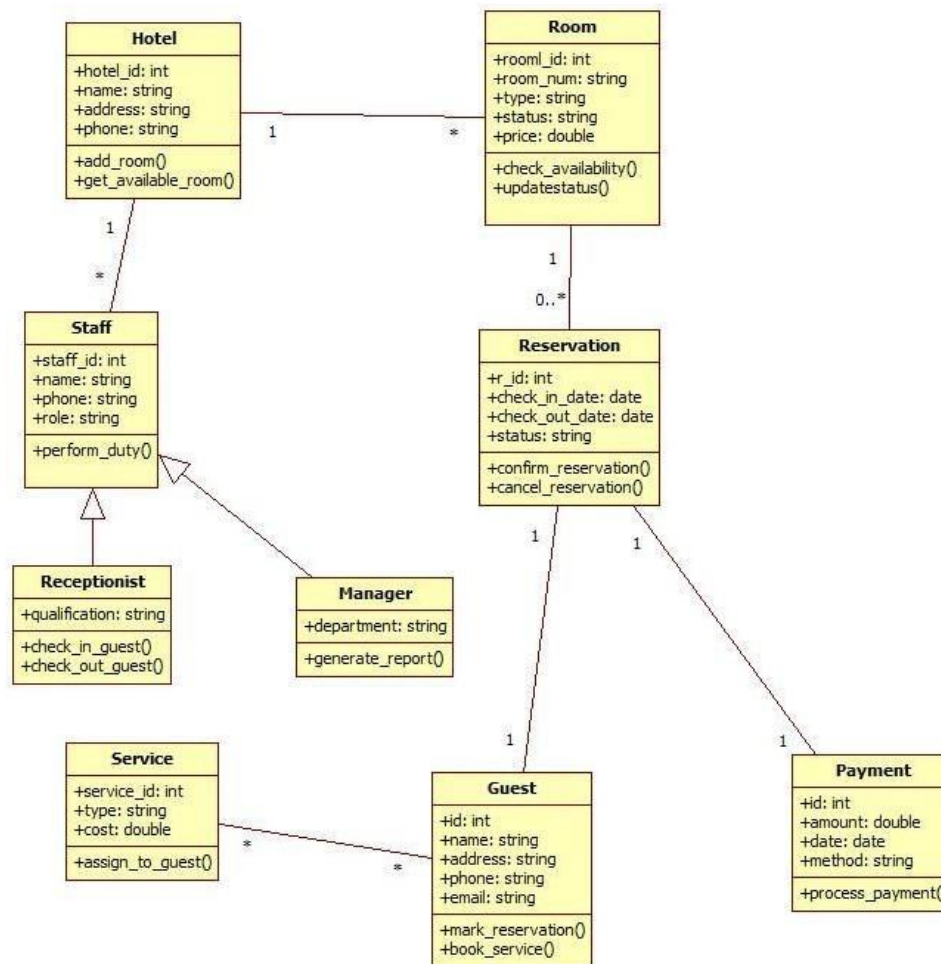 Hotel
+hotel_id: int
+name: string
+address: string
+phone: string
+add_room()
+get_available_room()
1
*
Room
+rooml_id: int
+room_num: string
+type: string
+status: string
+price: double
+check_availability()
+updatestatus()
1
*
1
0..*
Staff
+staff_id: int
+name: string
+phone: string
+role: string
+perform_duty()
Reservation
+r_id: int
+check_in_date: date
+check_out_date: date
+status: string
+confirm_reservation()
+cancel_reservation()
1
1
Receptionist
+qualification: string
+check_in_guest()
+check_out_guest()
Manager
+department: string
+generate_report()
1
1
Service
+service_id: int
+type: string
+cost: double
+assign_to_guest()
*
*
Guest
+id: int
+name: string
+address: string
+phone: string
+email: string
+mark_reservation()
+book_service()
Payment
+id: int
+amount: double
+date: date
+method: string
+process_payment()